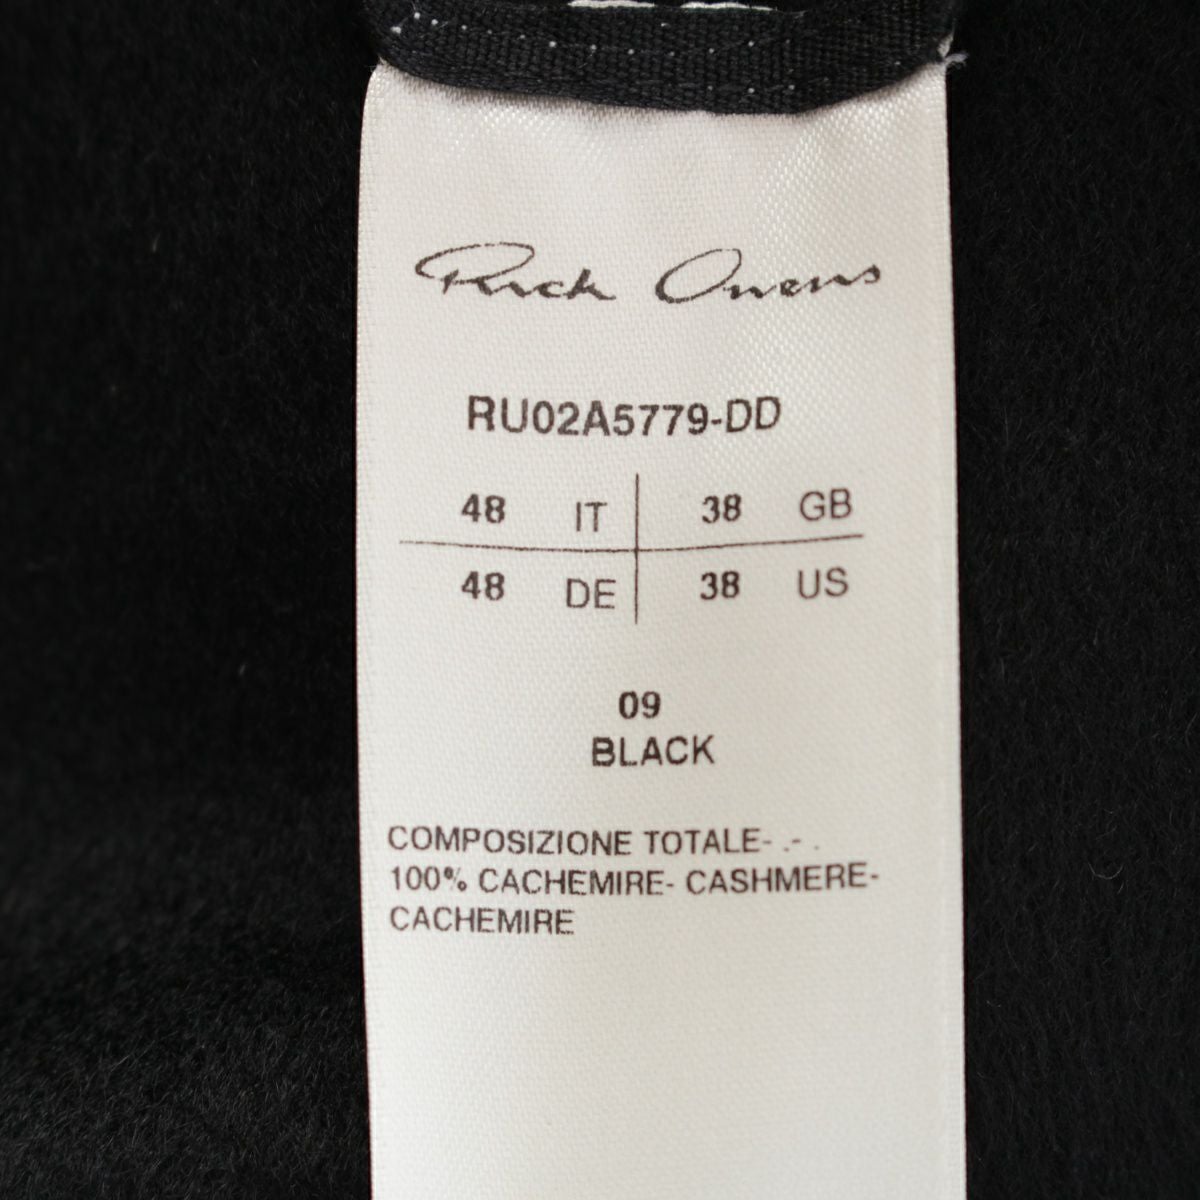 Rick Owens
RU02A5779-DD
48 IT 38 GB
48 DE 38 US
09
BLACK
COMPOSIZIONE TOTALE- .- .
100% CACHEMIRE- CASHMERE-
CACHEMIRE